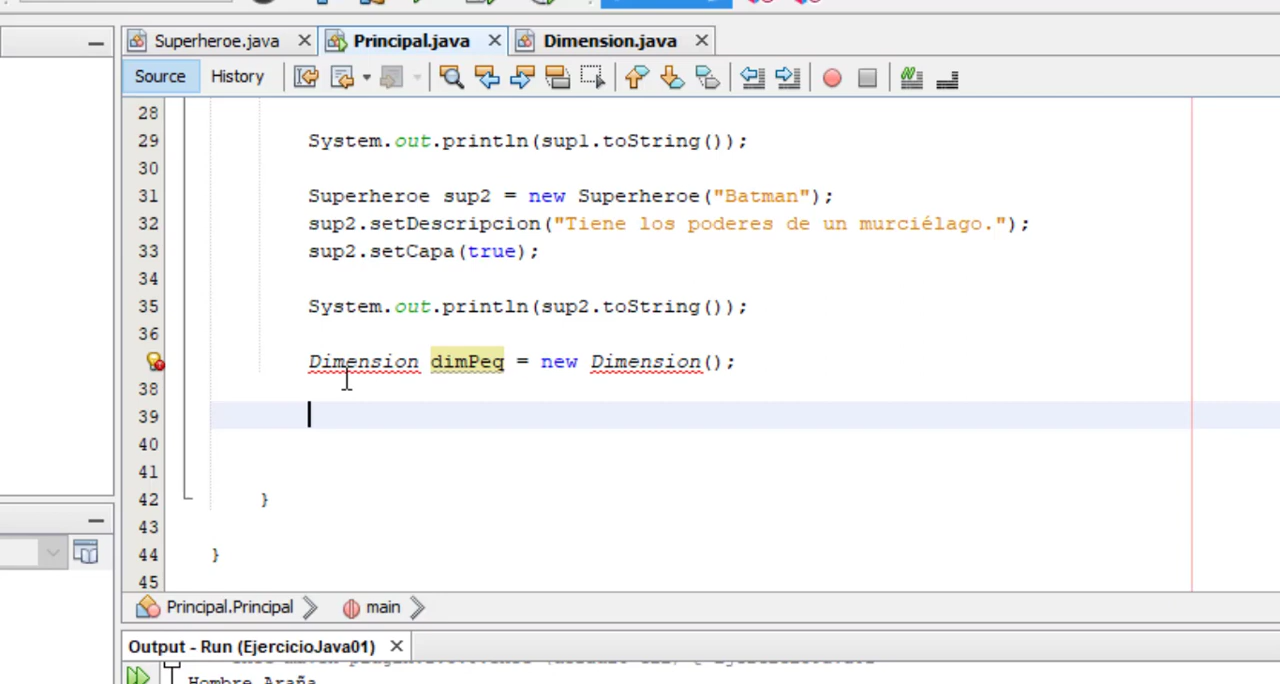 Superheroe.java Principal.java Dimension.java
Source History
28
29 System.out.println(sup1.toString());
30
31 Superheroe sup2 = new Superheroe("Batman");
32 sup2.setDescripcion("Tiene los poderes de un murciélago.");
33 sup2.setCapa(true);
34
35 System.out.println(sup2.toString());
36
Dimension dimPeq = new Dimension();
38
39
40
41
42 }
43
44 }
45
Principal.Principal main
Output - Run (EjercicioJava01)
Hombre Araña